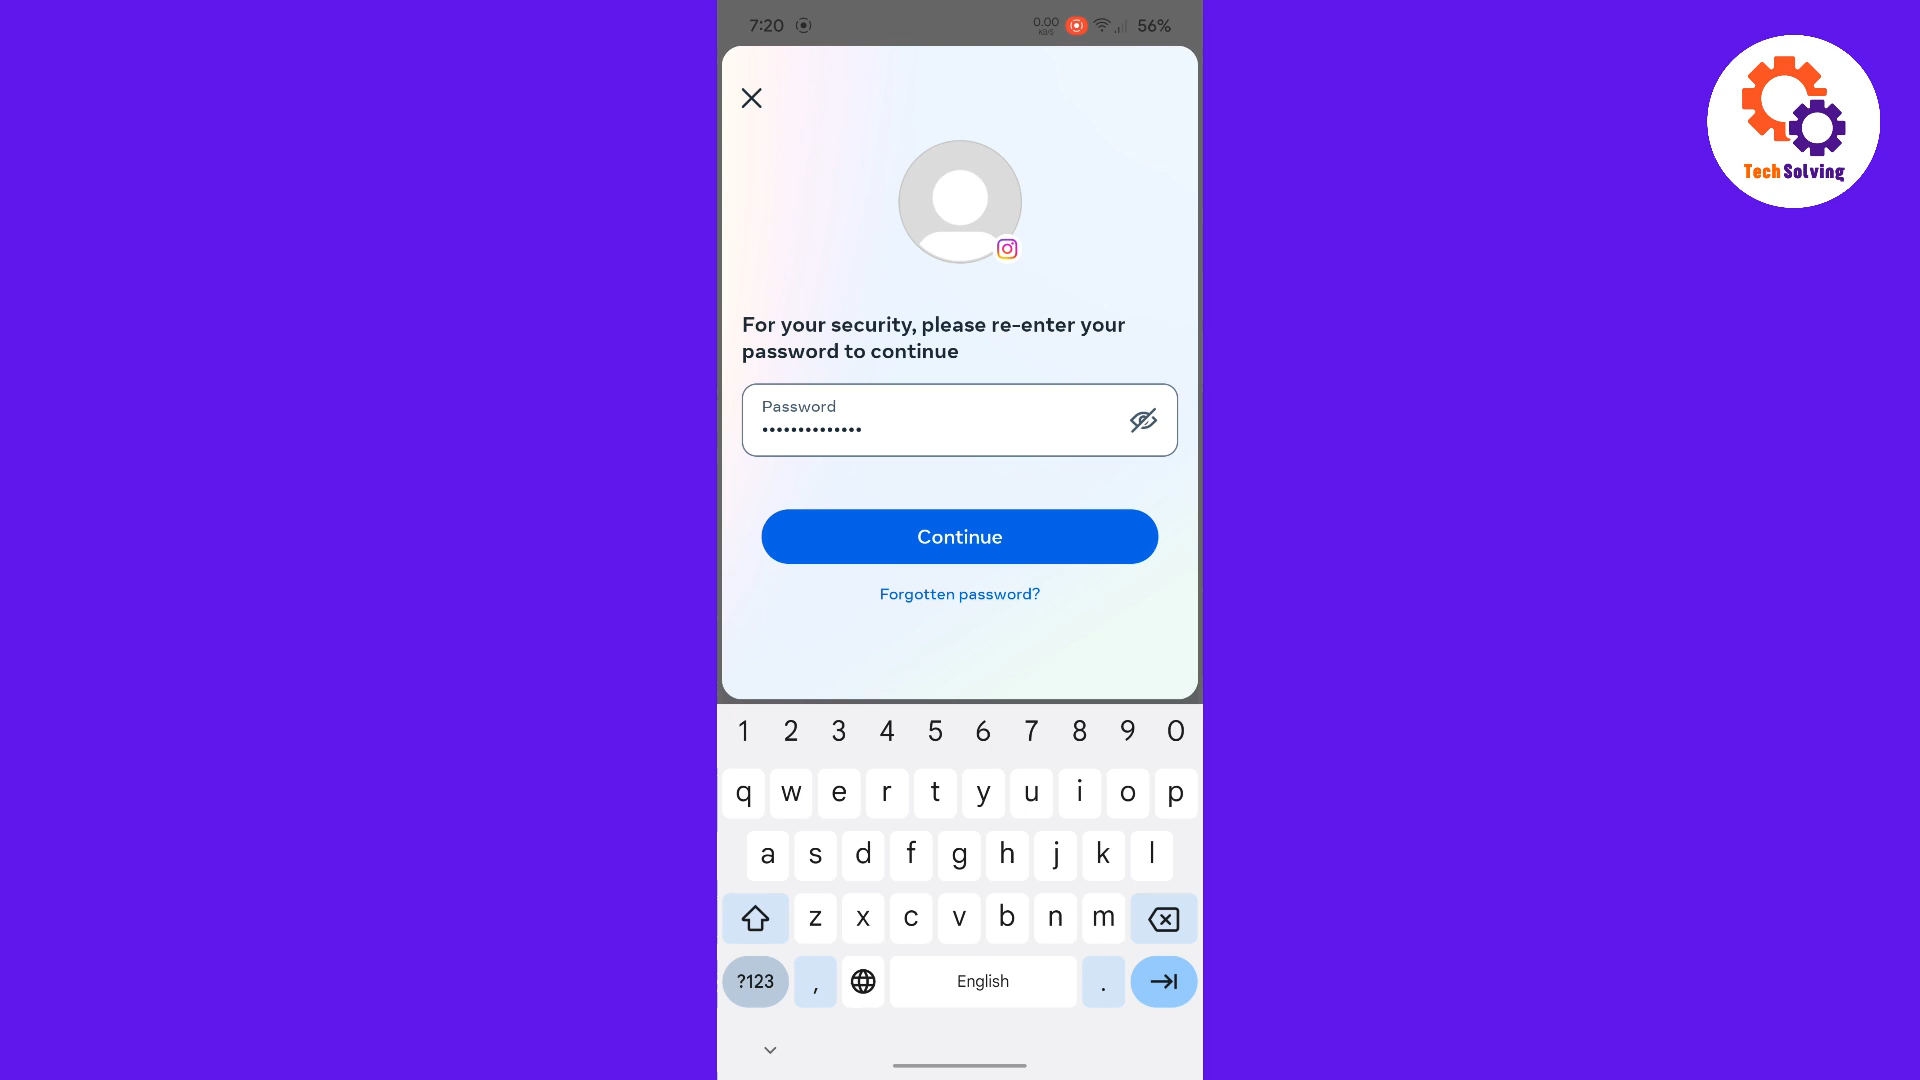 7:20
0.00
KB/S
56%
Tech Solving
For your security, please re-enter your
password to continue
Password
••••••••••••••
Continue
Forgotten password?
1 2 3 4 5 6 7 8 9 0
q w e r t y u i o p
a s d f g h j k l
z x c v b n m
?123 , English .